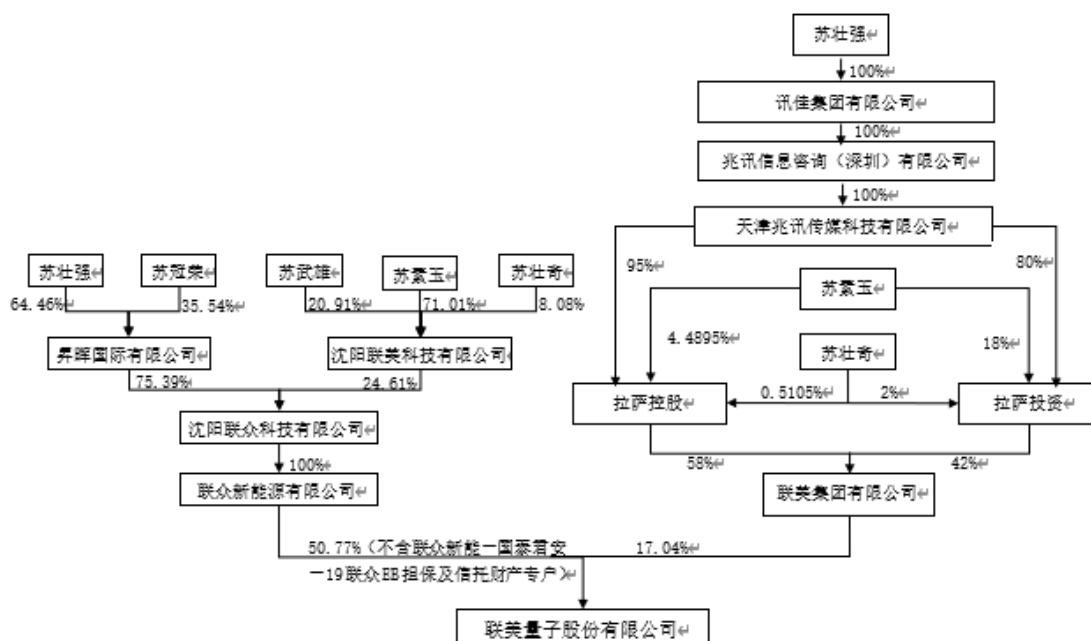 苏壮强↵
100%↵
讯佳集团有限公司↵
100%↵
兆讯信息咨询（深圳）有限公司↵
100%↵
天津兆讯传媒科技有限公司↵
95%↵
80%↵
苏壮强↵
苏冠荣↵
苏武雄↵
苏素玉↵
苏壮奇↵
64.46%↵
35.54%↵
20.91%↵
71.01%↵
8.08%↵
苏素玉↵
4.4895%↵
18%↵
昇晖国际有限公司↵
沈阳联美科技有限公司↵
苏壮奇↵
75.39%↵
24.61%↵
0.5105%↵
2%↵
拉萨控股↵
拉萨投资↵
沈阳联众科技有限公司↵
58%↵
42%↵
100%↵
联众新能源有限公司↵
联美集团有限公司↵
50.77%（不含联众新能—国泰君安
—19联众EB担保及信托财产专户）↵
17.04%↵
联美量子股份有限公司↵